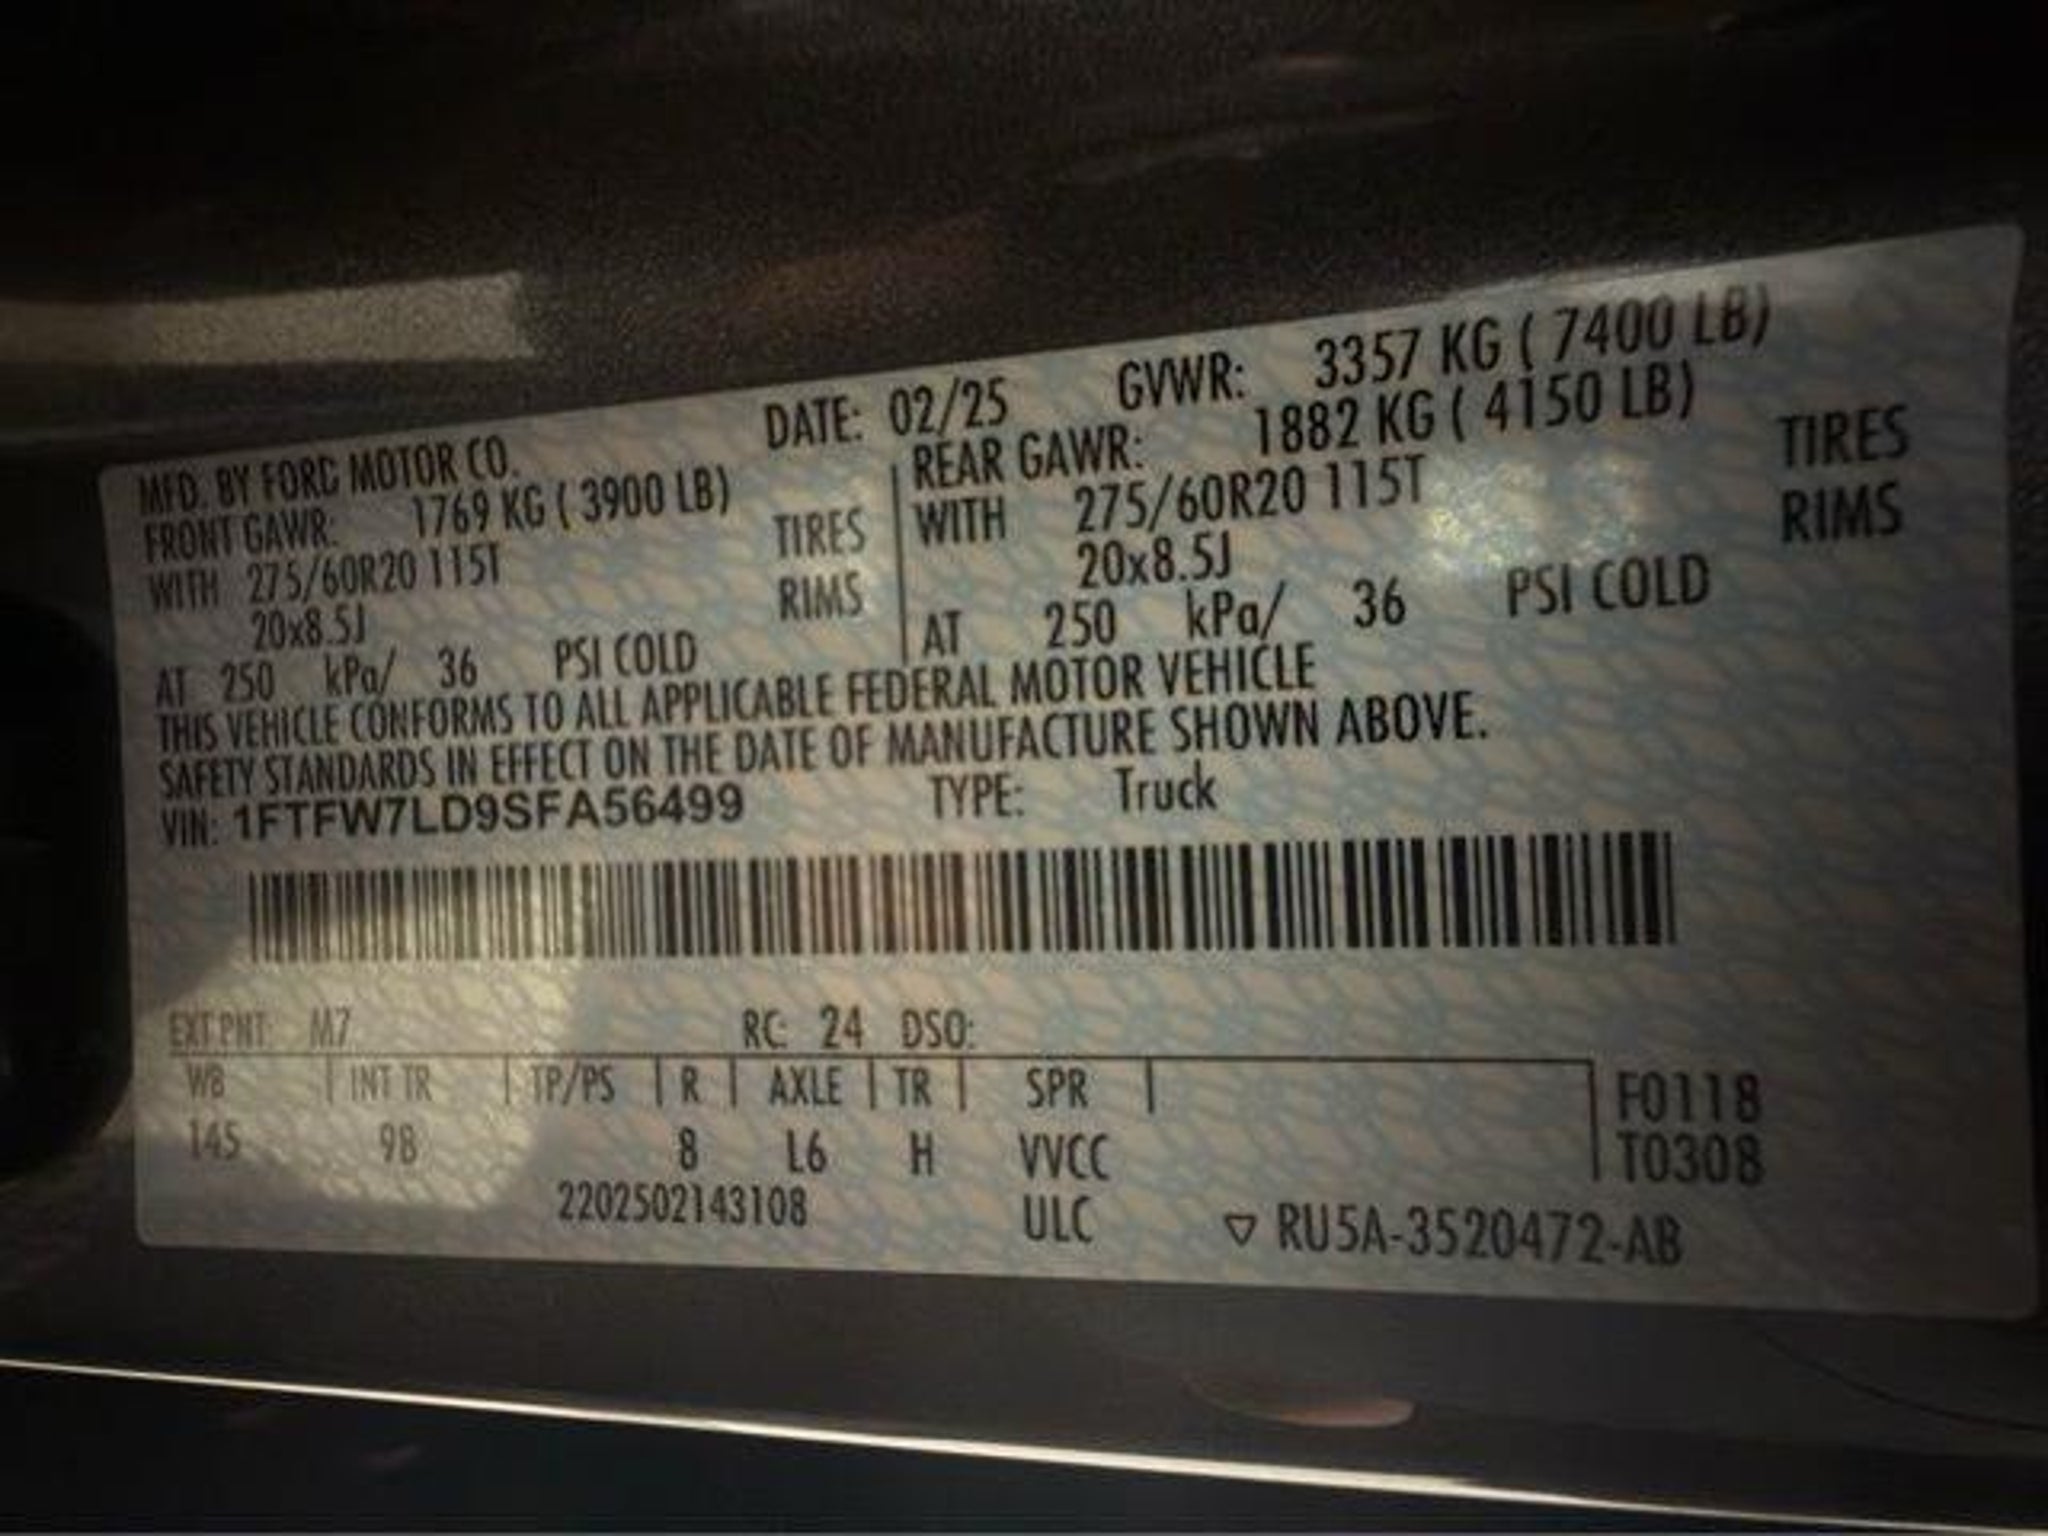 MFD. BY FORD MOTOR CO. DATE: 02/25 GVWR: 3357 KG ( 7400 LB)
FRONT GAWR: 1769 KG ( 3900 LB) REAR GAWR: 1882 KG ( 4150 LB)
WITH 275/60R20 115T TIRES WITH 275/60R20 115T TIRES
20x8.5J RIMS 20x8.5J RIMS
AT 250 kPa/ 36 PSI COLD AT 250 kPa/ 36 PSI COLD
THIS VEHICLE CONFORMS TO ALL APPLICABLE FEDERAL MOTOR VEHICLE
SAFETY STANDARDS IN EFFECT ON THE DATE OF MANUFACTURE SHOWN ABOVE.
VIN: 1FTFW7LD9SFA56499 TYPE: Truck
EXT PNT: M7 RC: 24 DSO:
WB | INT TR | TP/PS | R | AXLE | TR | SPR | F0118
145 9B 8 L6 H VVCC T0308
2202502143108 ULC ▽ RU5A-3520472-AB